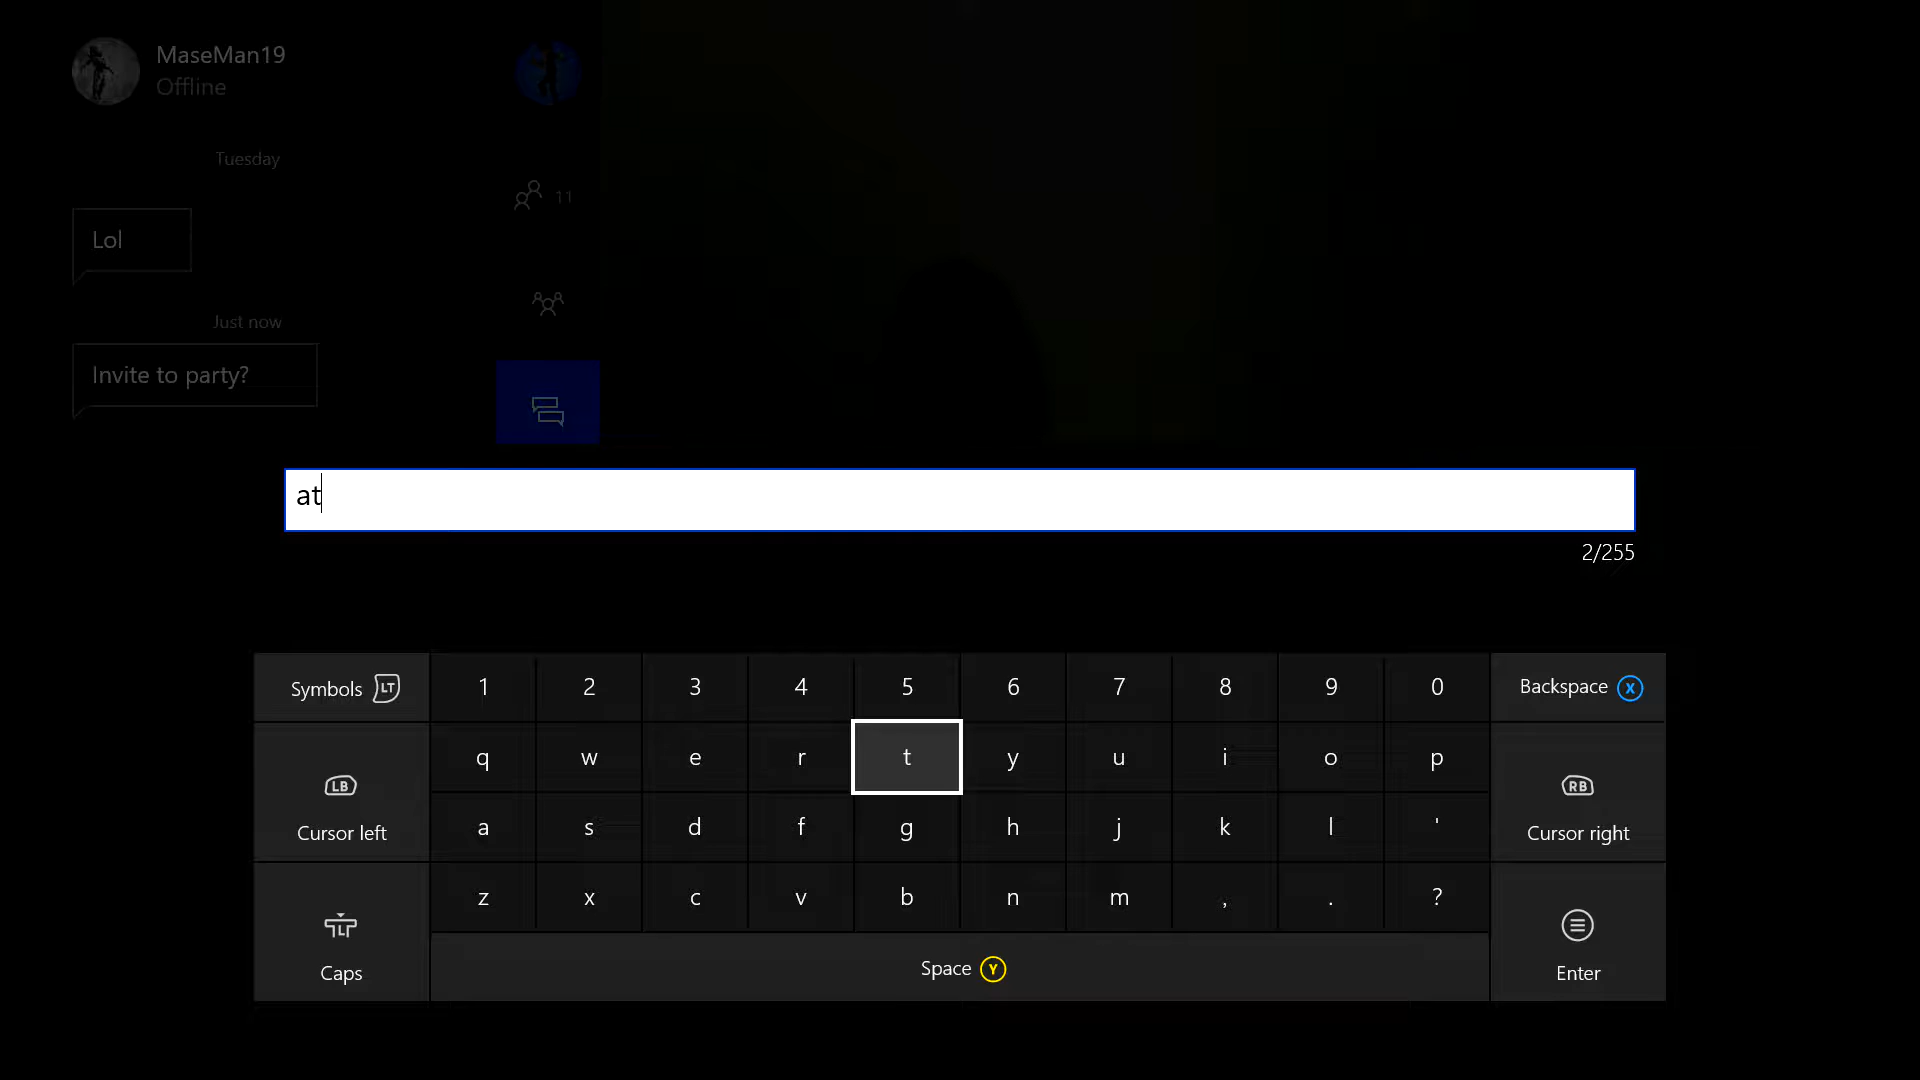 MaseMan19
Offline
Tuesday
11
Lol
Just now
Invite to party?
at
2/255
Symbols LT 1 2 3 4 5 6 7 8 9 0 Backspace X
q w e r t y u i o p
LB Cursor left
a s d f g h j k l '
RB Cursor right
z x c v b n m , . ?
LT Caps
Space Y
Enter